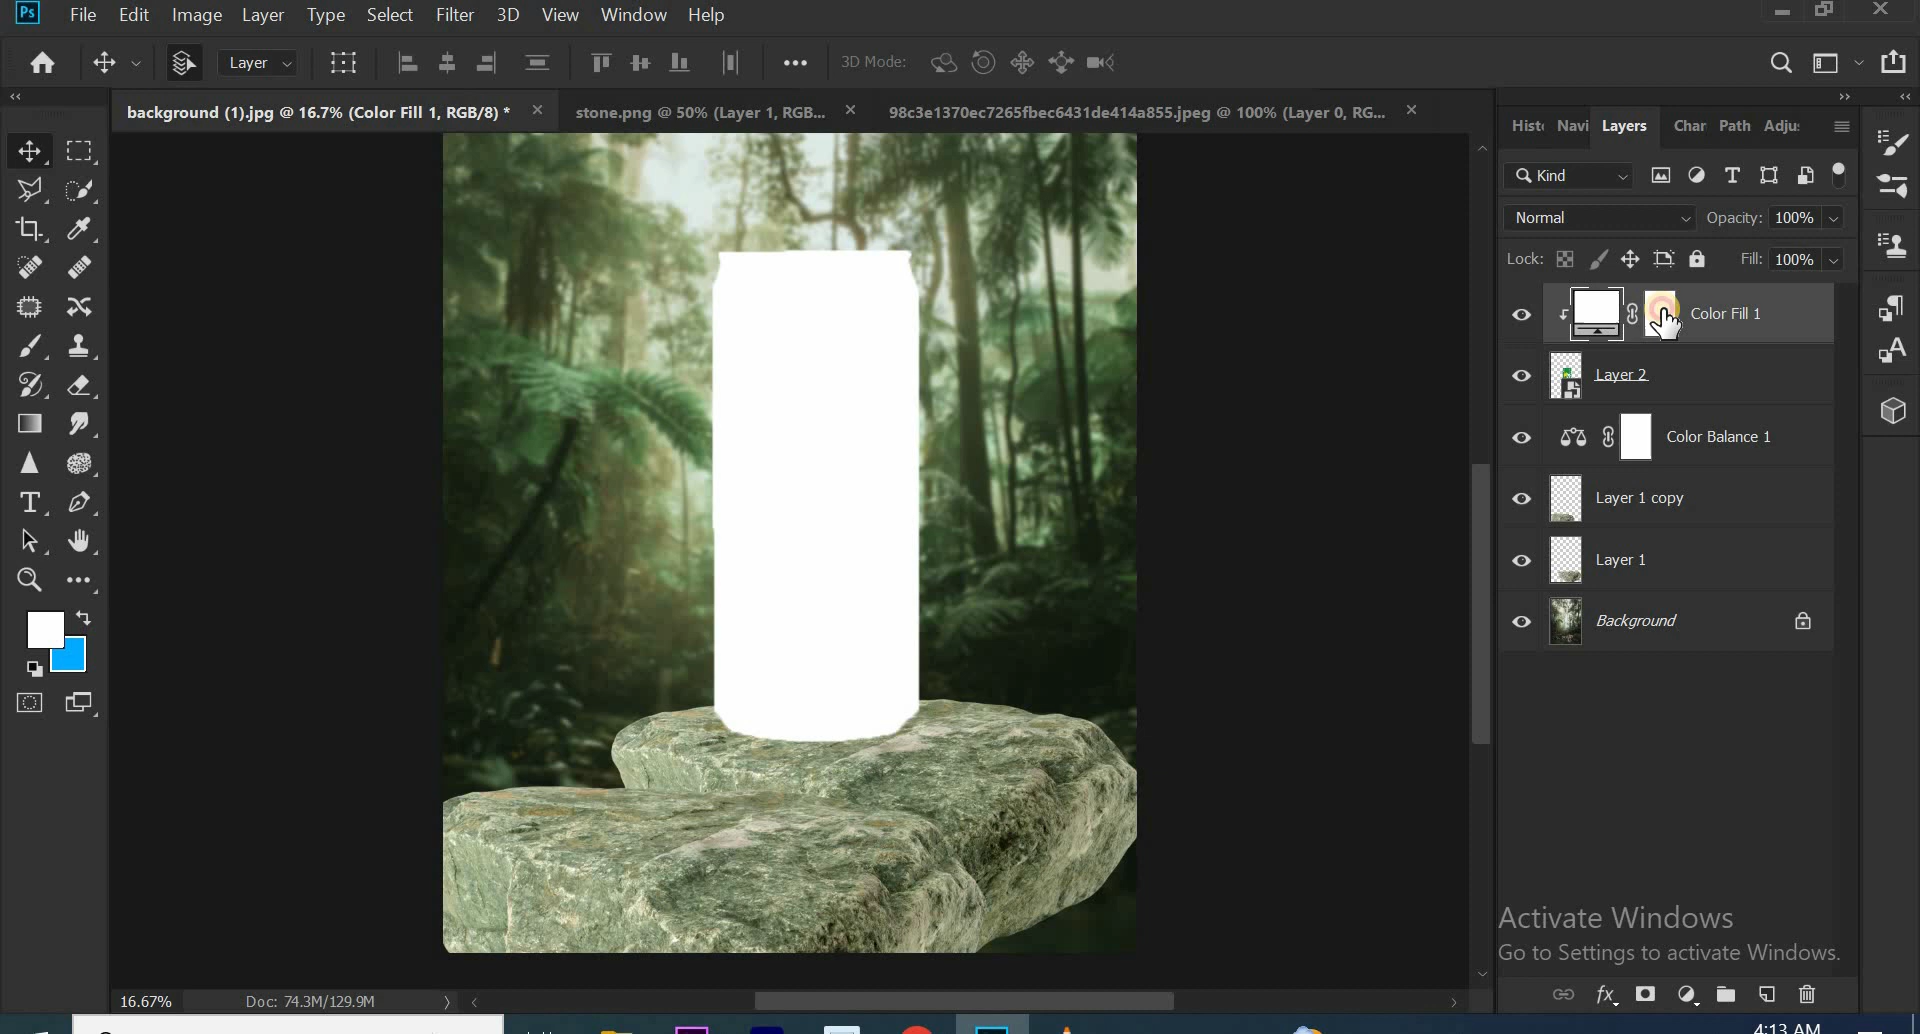 Ps File Edit Image Layer Type Select Filter 3D View Window Help
Layer 3D Mode:
background (1).jpg @ 16.7% (Color Fill 1, RGB/8) * stone.png @ 50% (Layer 1, RGB... 98c3e1370ec7265fbec6431de414a855.jpeg @ 100% (Layer 0, RG...
Navi Layers Char Path
Kind
Normal Opacity: 100%
Lock: Fill: 100%
Color Fill 1
Layer 2
Color Balance 1
Layer 1 copy
Layer 1
Background
Activate Windows
Go to Settings to activate Windows.
16.67% Doc: 74.3M/129.9M
4:13 AM